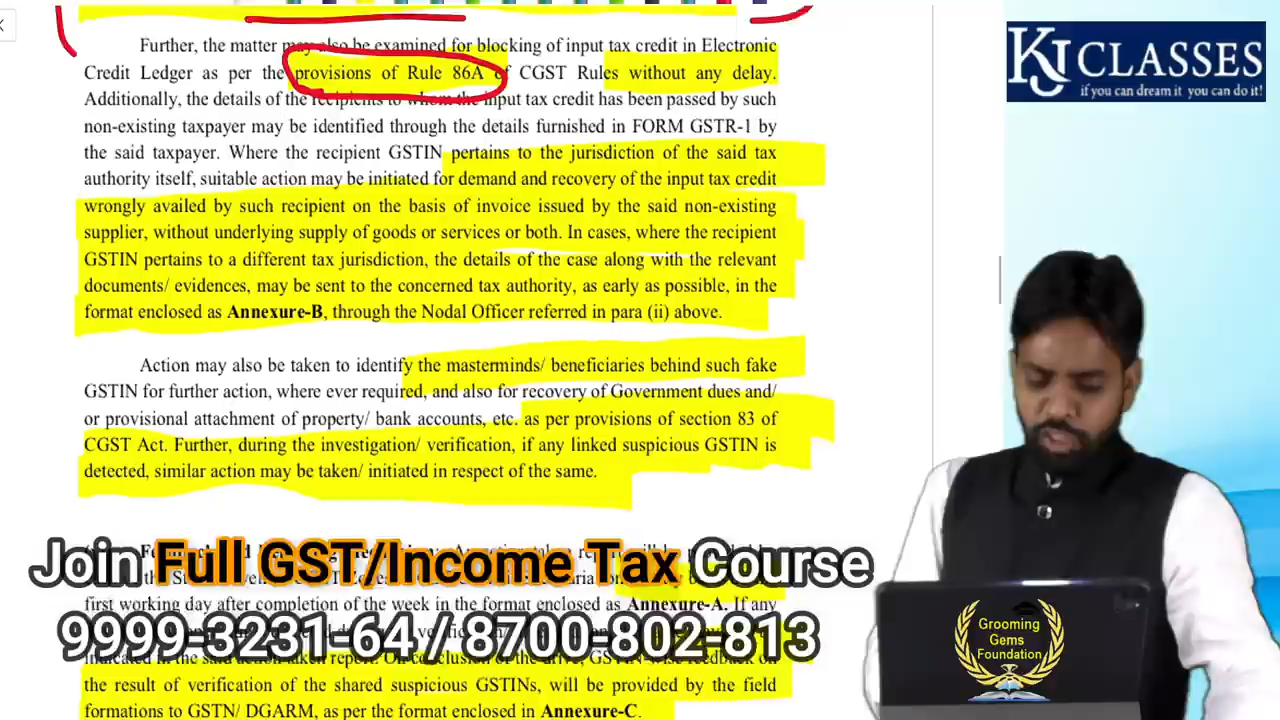 Further, the matter may also be examined for blocking of input tax credit in Electronic
Credit Ledger as per the provisions of Rule 86A of CGST Rules without any delay.
Additionally, the details of the recipients to whom the input tax credit has been passed by such
non-existing taxpayer may be identified through the details furnished in FORM GSTR-1 by
the said taxpayer. Where the recipient GSTIN pertains to the jurisdiction of the said tax
authority itself, suitable action may be initiated for demand and recovery of the input tax credit
wrongly availed by such recipient on the basis of invoice issued by the said non-existing
supplier, without underlying supply of goods or services or both. In cases, where the recipient
GSTIN pertains to a different tax jurisdiction, the details of the case along with the relevant
documents/ evidences, may be sent to the concerned tax authority, as early as possible, in the
format enclosed as Annexure-B, through the Nodal Officer referred in para (ii) above.
Action may also be taken to identify the masterminds/ beneficiaries behind such fake
GSTIN for further action, where ever required, and also for recovery of Government dues and/
or provisional attachment of property/ bank accounts, etc. as per provisions of section 83 of
CGST Act. Further, during the investigation/ verification, if any linked suspicious GSTIN is
detected, similar action may be taken/ initiated in respect of the same.
Join Full GST/Income Tax Course
first working day after completion of the week in the format enclosed as Annexure-A. If any
9999-3231-64 / 8700-802-813
indicated in the said action taken report. On conclusion of the drive, GSTIN-wise feedback on
the result of verification of the shared suspicious GSTINs, will be provided by the field
formations to GSTN/ DGARM, as per the format enclosed in Annexure-C.
KJ CLASSES
if you can dream it you can do it!
Grooming
Gems
Foundation